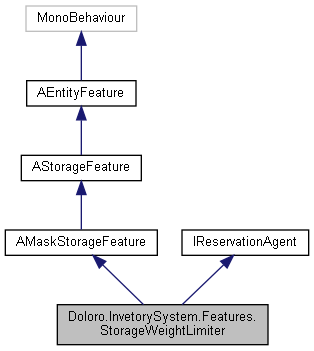 MonoBehaviour
AEntityFeature
AStorageFeature
AMaskStorageFeature
IReservationAgent
Doloro.InvetorySystem.Features.
StorageWeightLimiter